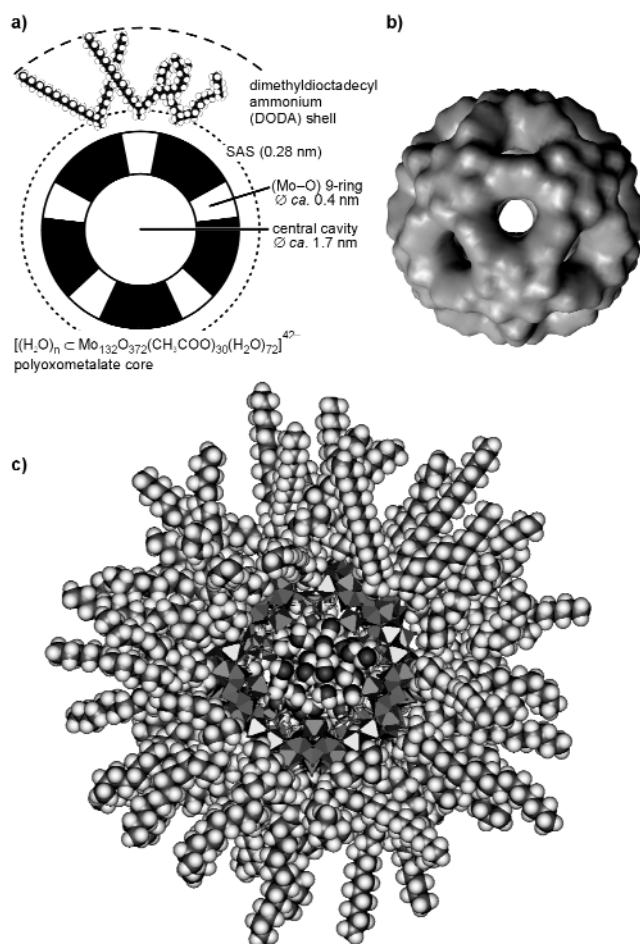 a)
b)
dimethyldioctadecyl
ammonium
(DODA) shell
SAS (0.28 nm)
(Mo–O) 9-ring
Ø ca. 0.4 nm
central cavity
Ø ca. 1.7 nm
[(H₂O)n ⊂ Mo₁₃₂O₃₇₂(CH₃COO)₃₀(H₂O)₇₂]⁴²⁻
polyoxometalate core
c)